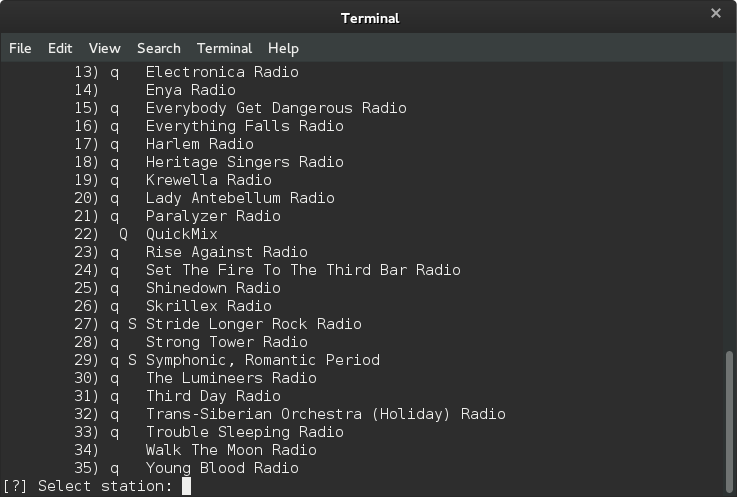 Terminal
File Edit View Search Terminal Help
13) q   Electronica Radio
14)     Enya Radio
15) q   Everybody Get Dangerous Radio
16) q   Everything Falls Radio
17) q   Harlem Radio
18) q   Heritage Singers Radio
19) q   Krewella Radio
20) q   Lady Antebellum Radio
21) q   Paralyzer Radio
22)  Q  QuickMix
23) q   Rise Against Radio
24) q   Set The Fire To The Third Bar Radio
25) q   Shinedown Radio
26) q   Skrillex Radio
27) q S Stride Longer Rock Radio
28) q   Strong Tower Radio
29) q S Symphonic, Romantic Period
30) q   The Lumineers Radio
31) q   Third Day Radio
32) q   Trans-Siberian Orchestra (Holiday) Radio
33) q   Trouble Sleeping Radio
34)     Walk The Moon Radio
35) q   Young Blood Radio
[?] Select station: